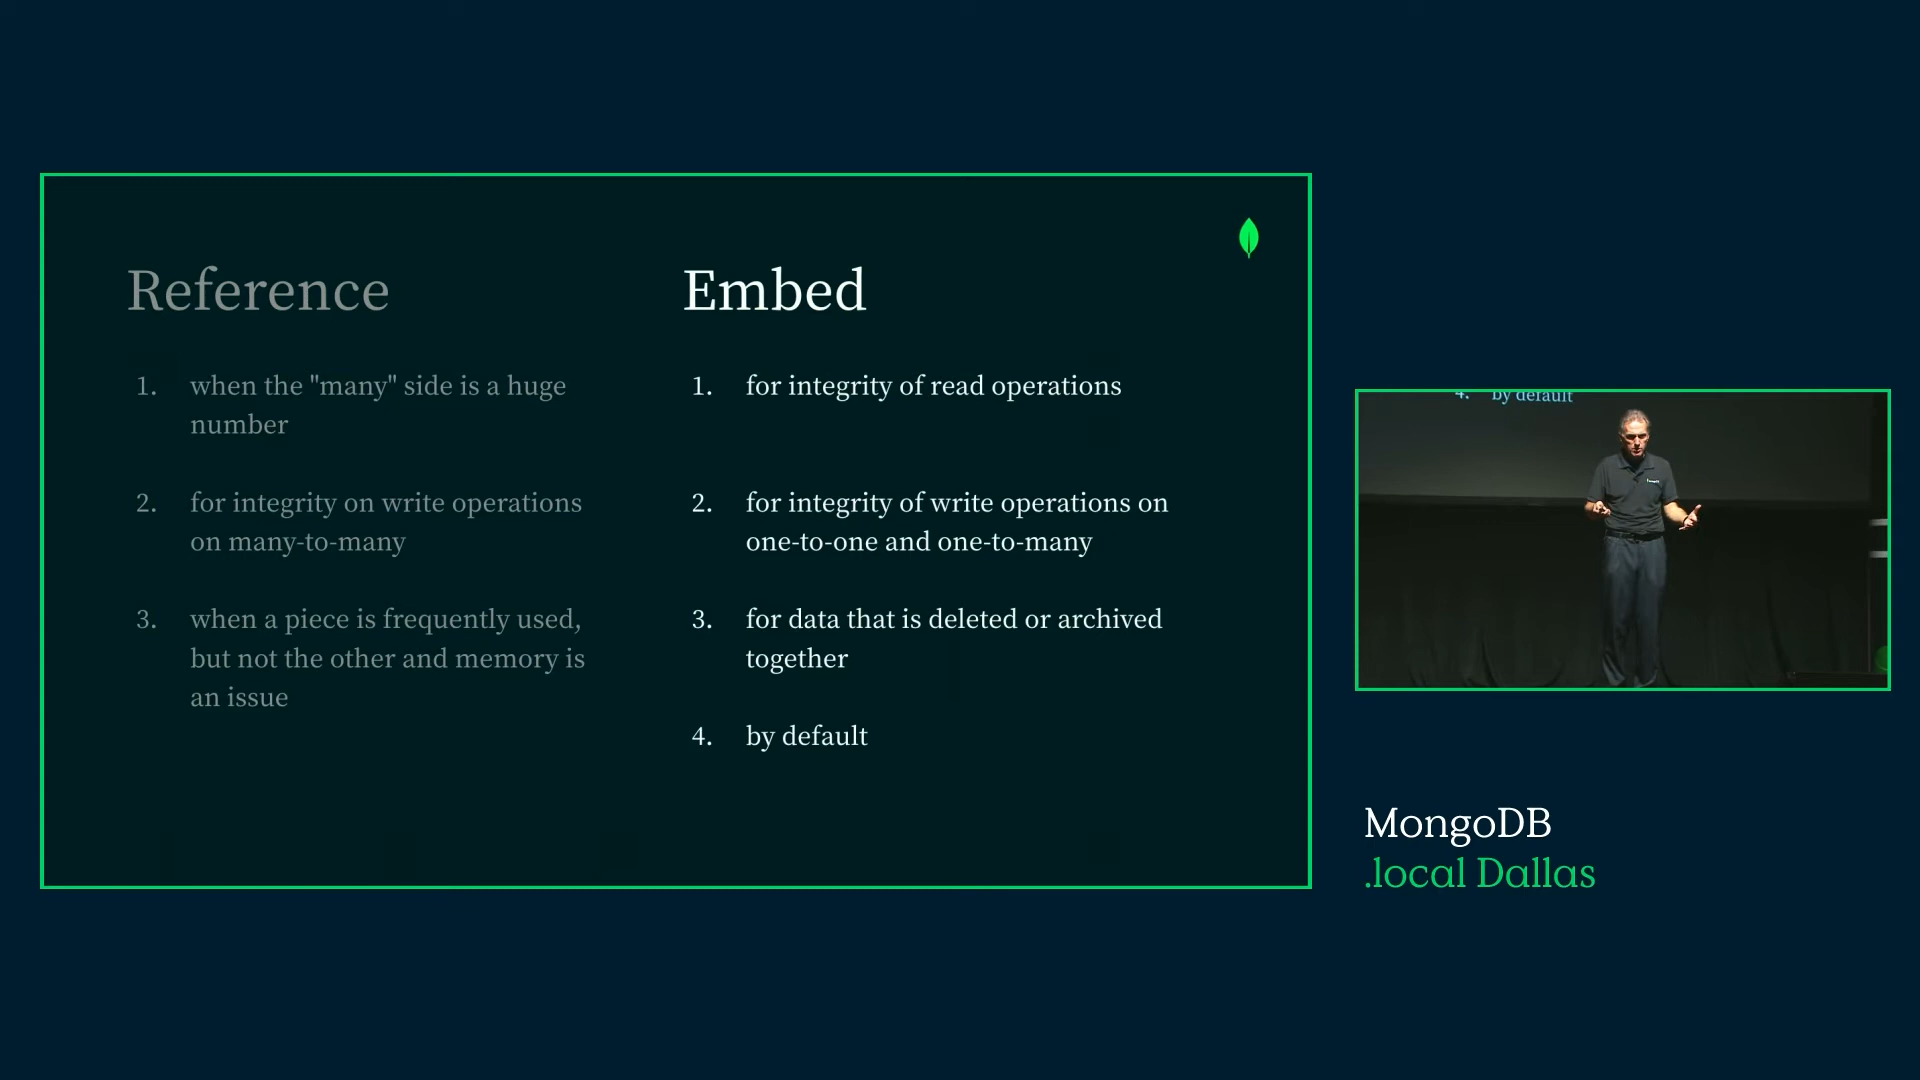 Reference
1. when the "many" side is a huge
number
2. for integrity on write operations
on many-to-many
3. when a piece is frequently used,
but not the other and memory is
an issue
Embed
1. for integrity of read operations
2. for integrity of write operations on
one-to-one and one-to-many
3. for data that is deleted or archived
together
4. by default
4. by default
MongoDB
.local Dallas